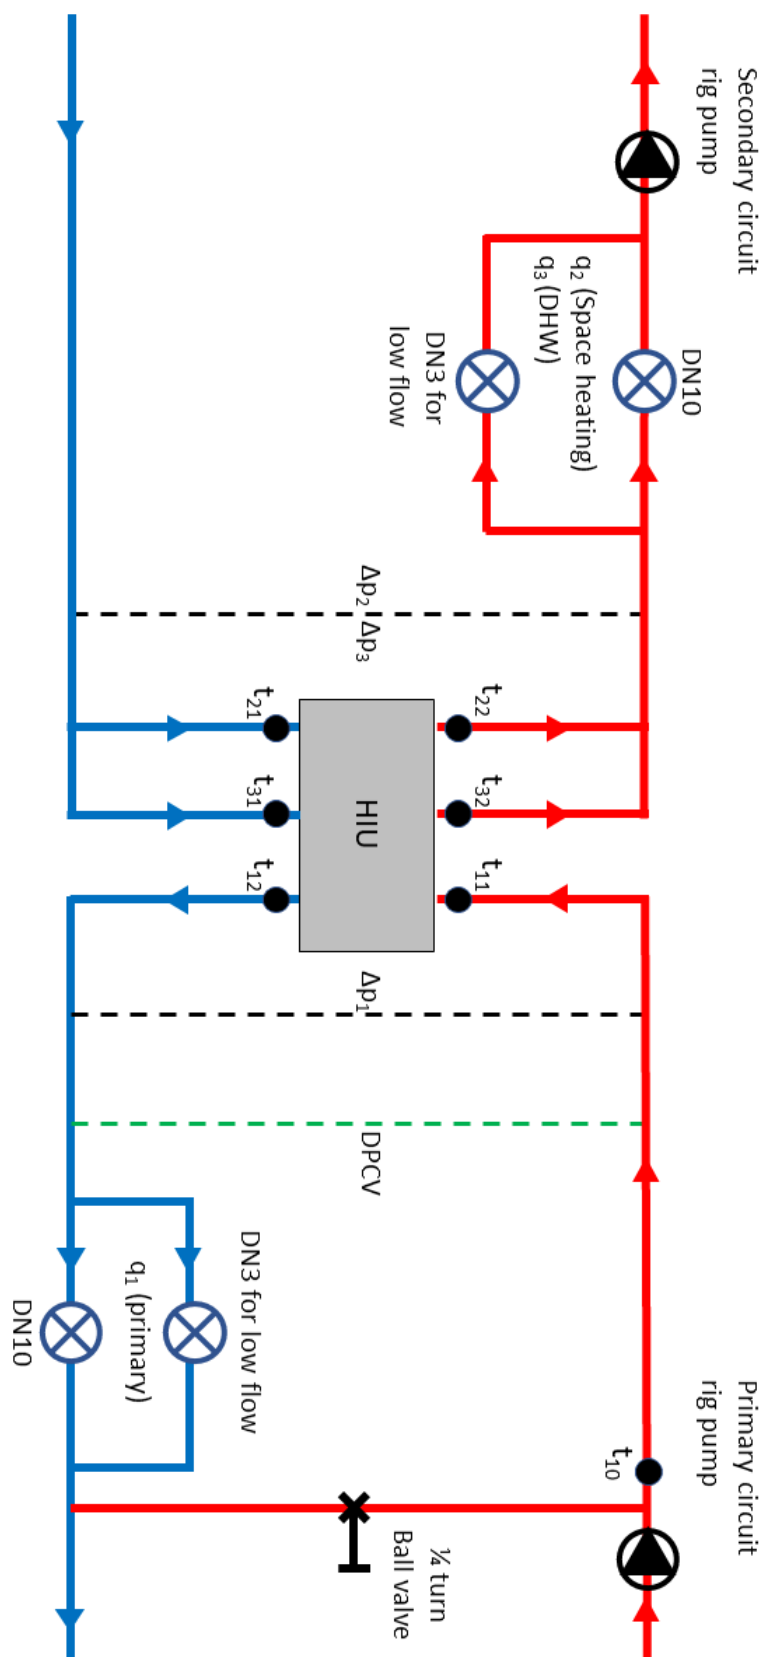 Secondary circuit
rig pump
DN10
q₂ (Space heating)
q₃ (DHW)
DN3 for
low flow
Δp₂ Δp₃
t₂₂
t₃₂
t₁₁
HIU
t₂₁
t₃₁
t₁₂
Δp₁
DPCV
Primary circuit
rig pump
t₁₀
DN3 for low flow
q₁ (primary)
DN10
¼ turn
Ball valve